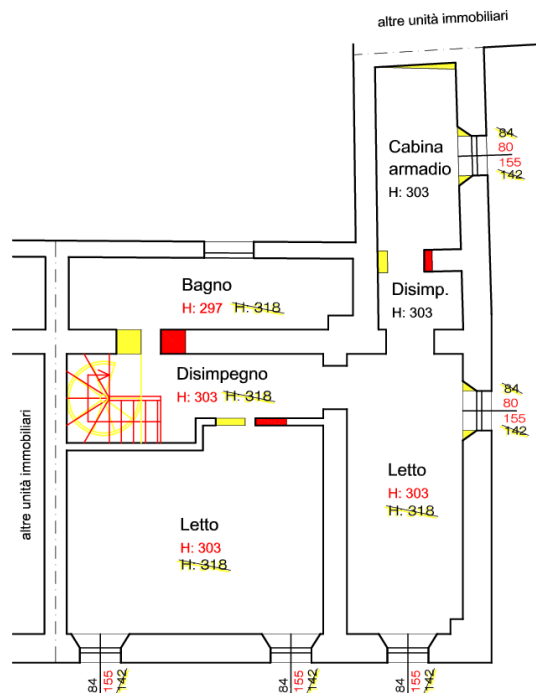 altre unità immobiliari
Cabina
armadio
H: 303
84
80
155
142
Bagno
H: 297 H: 318
Disimp.
H: 303
Disimpegno
H: 303 H: 318
84
80
155
142
altre unità immobiliari
Letto
H: 303
H: 318
Letto
H: 303
H: 318
84 155 142
84 155 142
84 155 142